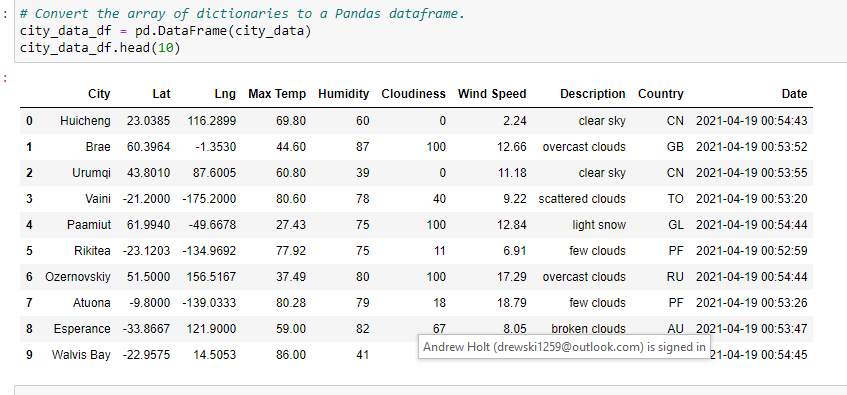 : # Convert the array of dictionaries to a Pandas dataframe.
city_data_df = pd.DataFrame(city_data)
city_data_df.head(10)
:
City Lat Lng Max Temp Humidity Cloudiness Wind Speed Description Country Date
0 Huicheng 23.0385 116.2899 69.80 60 0 2.24 clear sky CN 2021-04-19 00:54:43
1 Brae 60.3964 -1.3530 44.60 87 100 12.66 overcast clouds GB 2021-04-19 00:53:52
2 Urumqi 43.8010 87.6005 60.80 39 0 11.18 clear sky CN 2021-04-19 00:53:55
3 Vaini -21.2000 -175.2000 80.60 78 40 9.22 scattered clouds TO 2021-04-19 00:53:20
4 Paamiut 61.9940 -49.6678 27.43 75 100 12.84 light snow GL 2021-04-19 00:54:44
5 Rikitea -23.1203 -134.9692 77.92 75 11 6.91 few clouds PF 2021-04-19 00:52:59
6 Ozernovskiy 51.5000 156.5167 37.49 80 100 17.29 overcast clouds RU 2021-04-19 00:54:44
7 Atuona -9.8000 -139.0333 80.28 79 18 18.79 few clouds PF 2021-04-19 00:53:26
8 Esperance -33.8667 121.9000 59.00 82 67 8.05 broken clouds AU 2021-04-19 00:53:47
Andrew Holt (drewski1259@outlook.com) is signed in
9 Walvis Bay -22.9575 14.5053 86.00 41 21-04-19 00:54:45